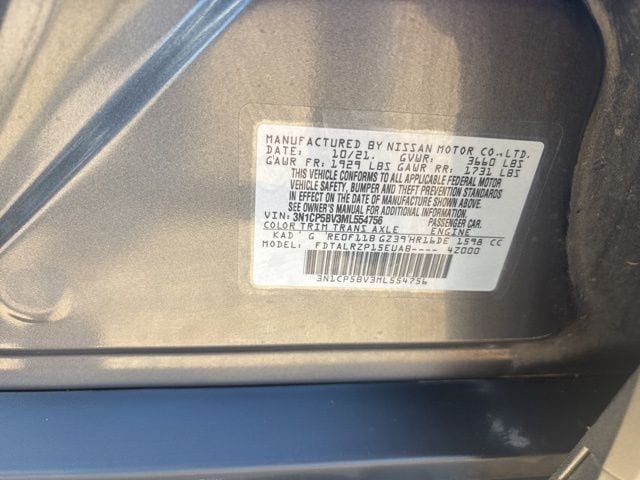 MANUFACTURED BY NISSAN MOTOR CO.,LTD.
DATE: 10/21. GVWR: 3660 LBS
GAWR FR: 1929 LBS GAWR RR: 1731 LBS
THIS VEHICLE CONFORMS TO ALL APPLICABLE FEDERAL MOTOR
VEHICLE SAFETY, BUMPER AND THEFT PREVENTION STANDARDS
IN EFFECT ON THE DATE OF MANUFACTURE SHOWN ABOVE.
SEE OWNER'S MANUAL FOR ADDITIONAL INFORMATION.
VIN: 3N1CP5BV3ML554756 PASSENGER CAR.
COLOR TRIM TRANS AXLE ENGINE
KAD G RE0F11B GZ39 HR16DE 1598 CC
MODEL: FDTALRZP15EUAB---- 4Z000
3N1CP5BV3ML554756